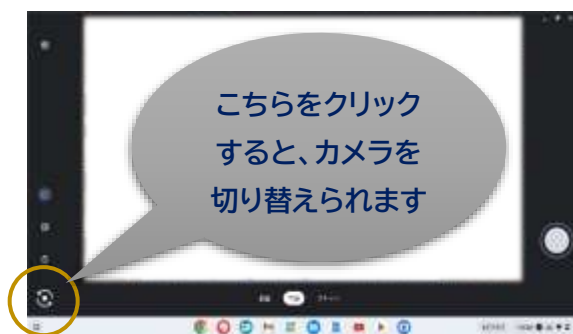 こちらをクリック
すると、カメラを
切り替えられます